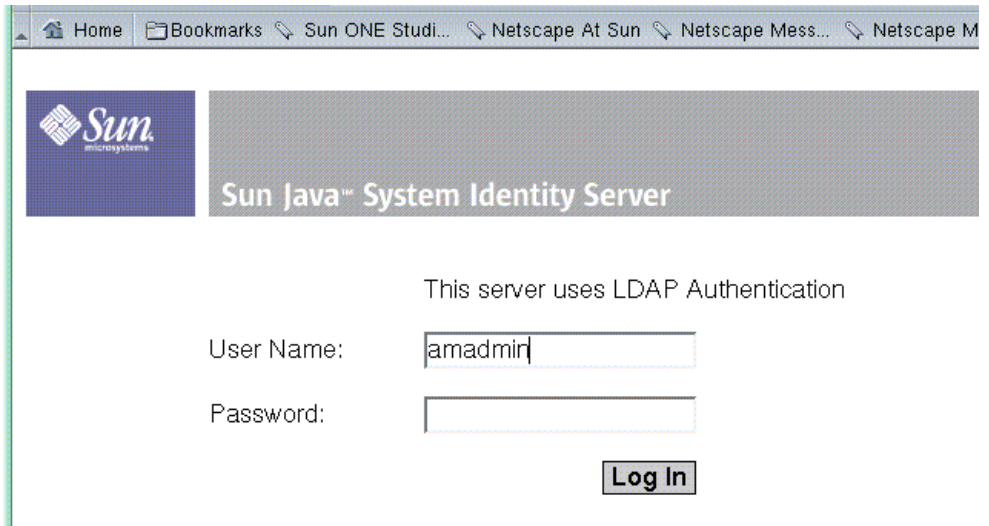 Home Bookmarks Sun ONE Studi... Netscape At Sun Netscape Mess... Netscape M
Sun
microsystems
Sun Java™ System Identity Server
This server uses LDAP Authentication
User Name: amadmin
Password:
Log In